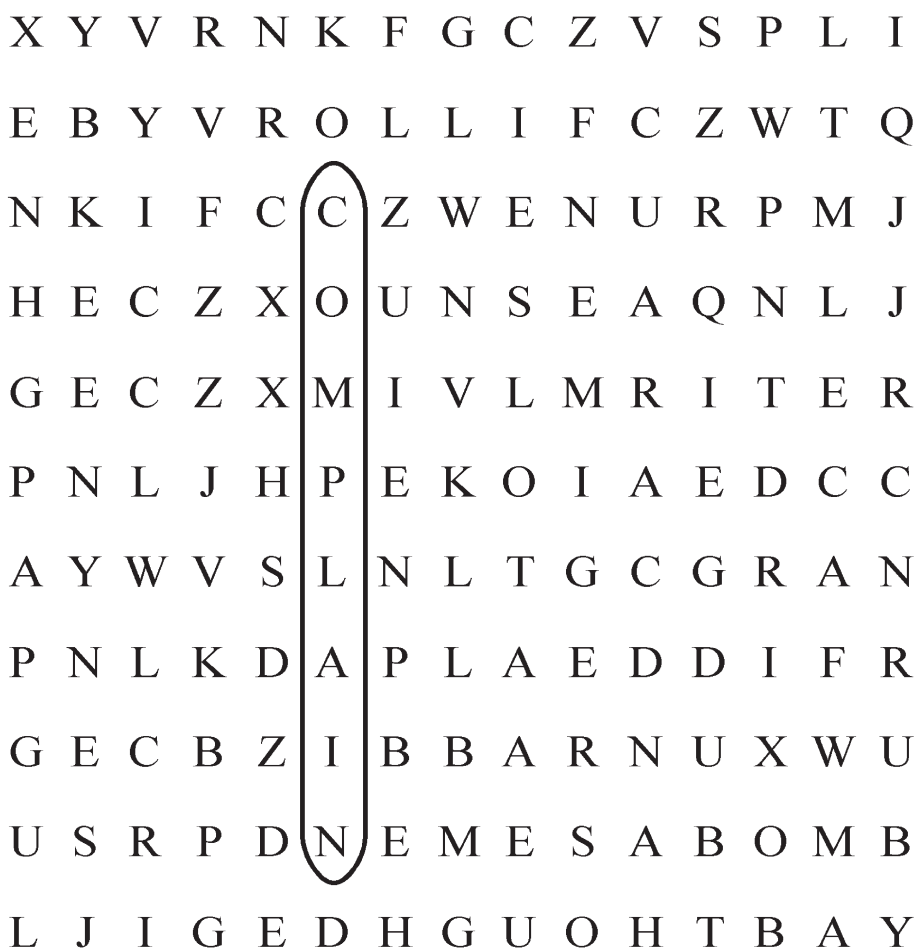 X Y V R N K F G C Z V S P L I
E B Y V R O L L I F C Z W T Q
N K I F C C Z W E N U R P M J
H E C Z X O U N S E A Q N L J
G E C Z X M I V L M R I T E R
P N L J H P E K O I A E D C C
A Y W V S L N L T G C G R A N
P N L K D A P L A E D D I F R
G E C B Z I B B A R N U X W U
U S R P D N E M E S A B O M B
L J I G E D H G U O H T B A Y